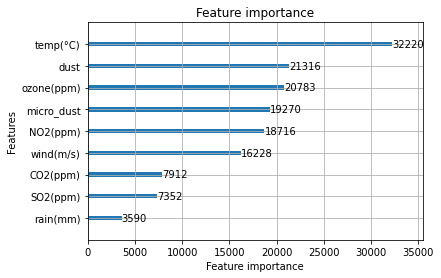 Feature importance
temp(°C) 32220
dust 21316
ozone(ppm) 20783
micro_dust 19270
NO2(ppm) 18716
wind(m/s) 16228
CO2(ppm) 7912
SO2(ppm) 7352
rain(mm) 3590
Features
0 5000 10000 15000 20000 25000 30000 35000
Feature importance